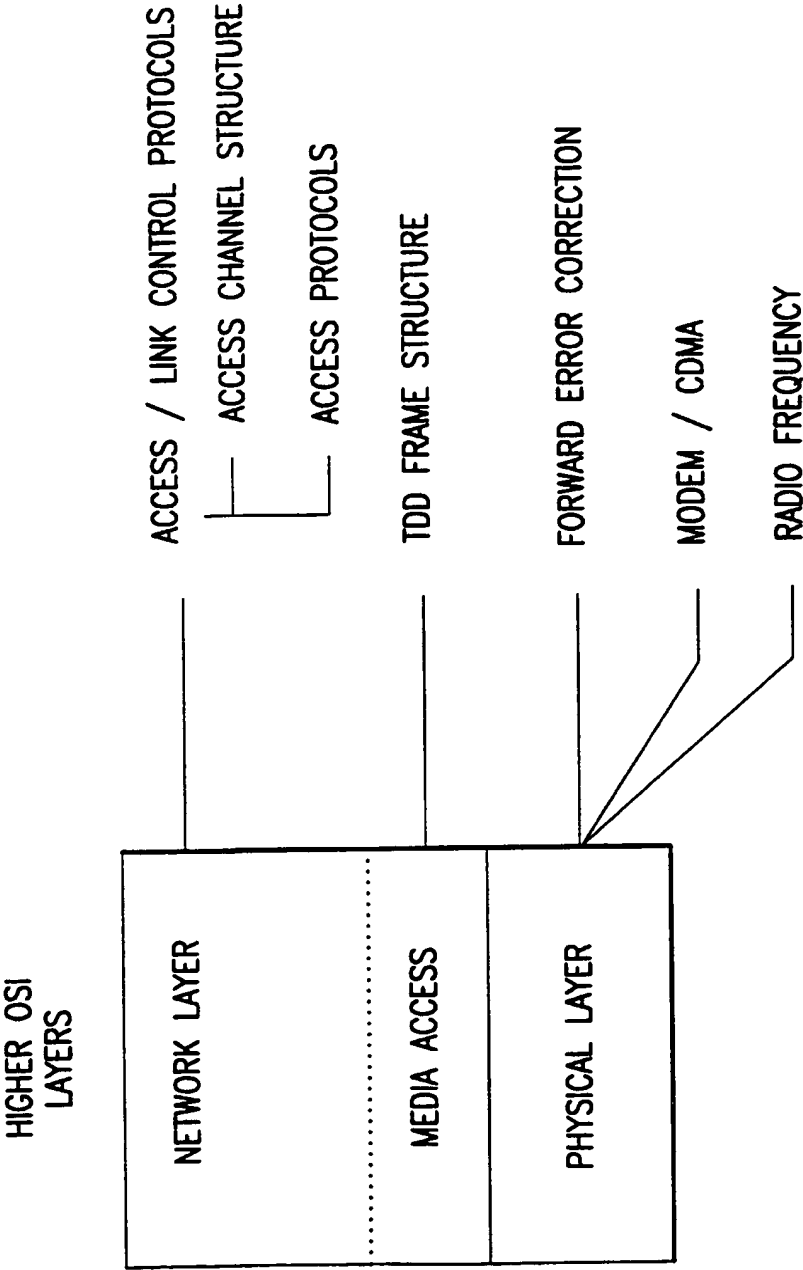 HIGHER OSI
LAYERS
NETWORK LAYER
ACCESS / LINK CONTROL PROTOCOLS
ACCESS CHANNEL STRUCTURE
ACCESS PROTOCOLS
MEDIA ACCESS
TDD FRAME STRUCTURE
PHYSICAL LAYER
FORWARD ERROR CORRECTION
MODEM / CDMA
RADIO FREQUENCY